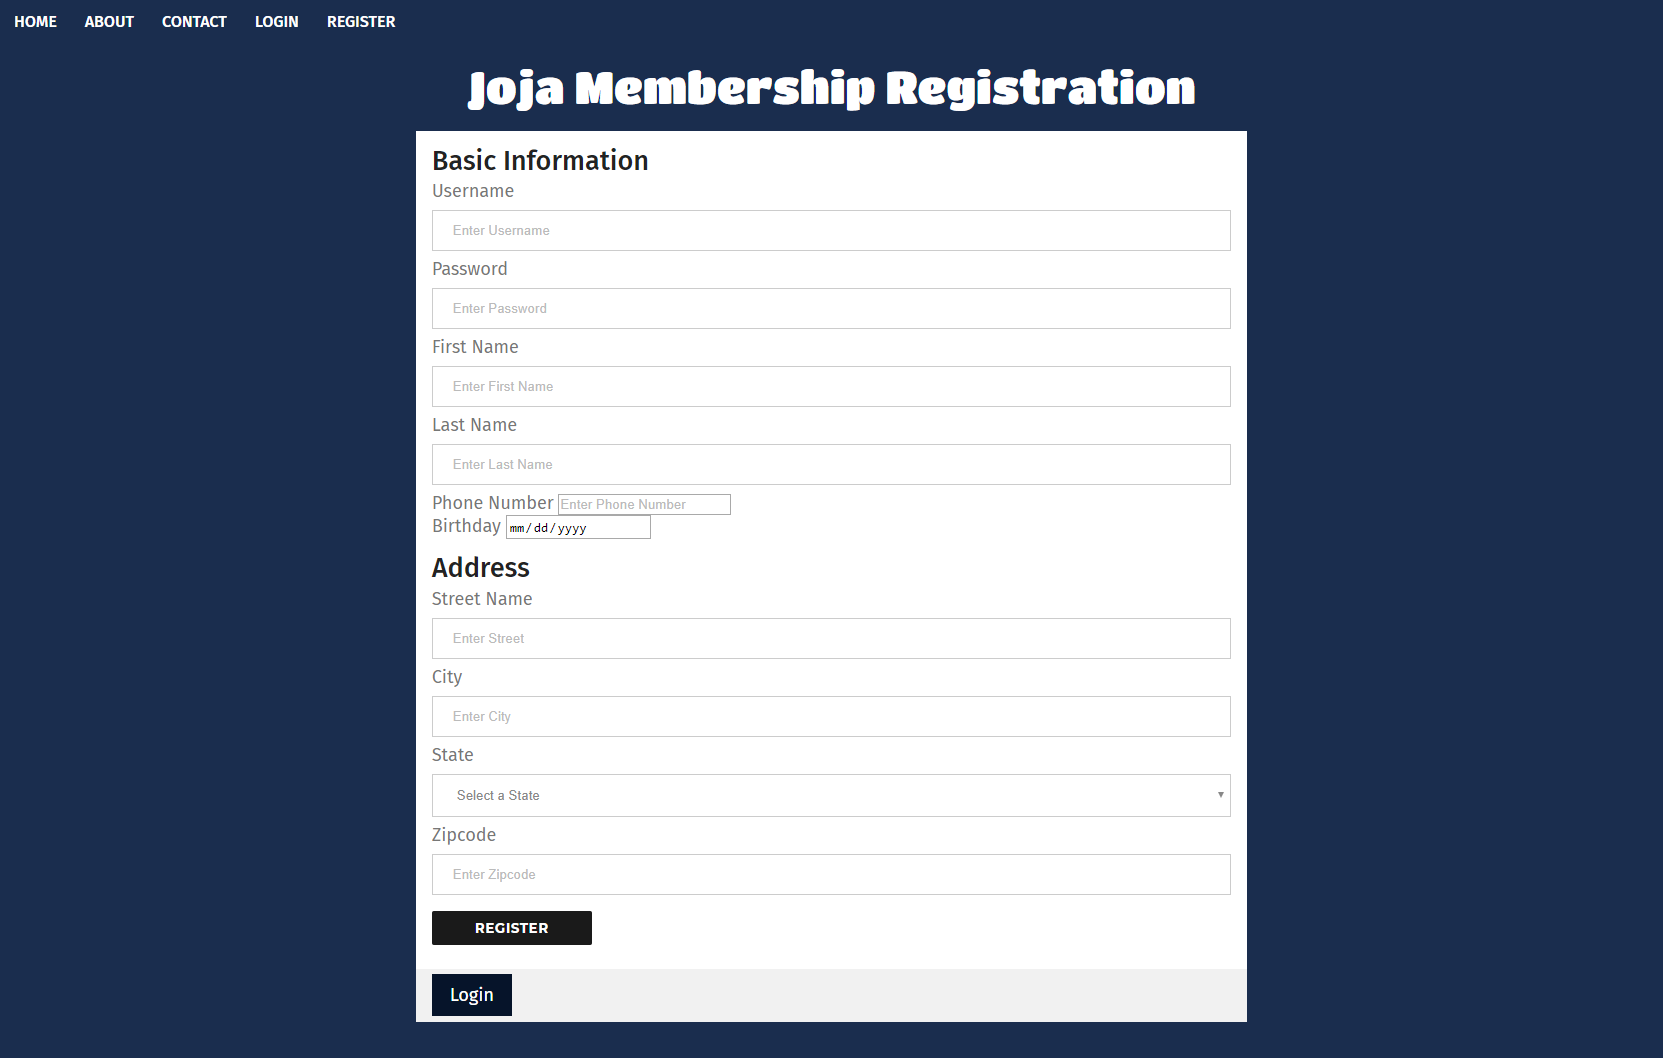 HOME ABOUT CONTACT LOGIN REGISTER
Joja Membership Registration
Basic Information
Username
Enter Username
Password
Enter Password
First Name
Enter First Name
Last Name
Enter Last Name
Phone Number Enter Phone Number
Birthday mm/dd/yyyy
Address
Street Name
Enter Street
City
Enter City
State
Select a State
Zipcode
Enter Zipcode
REGISTER
Login